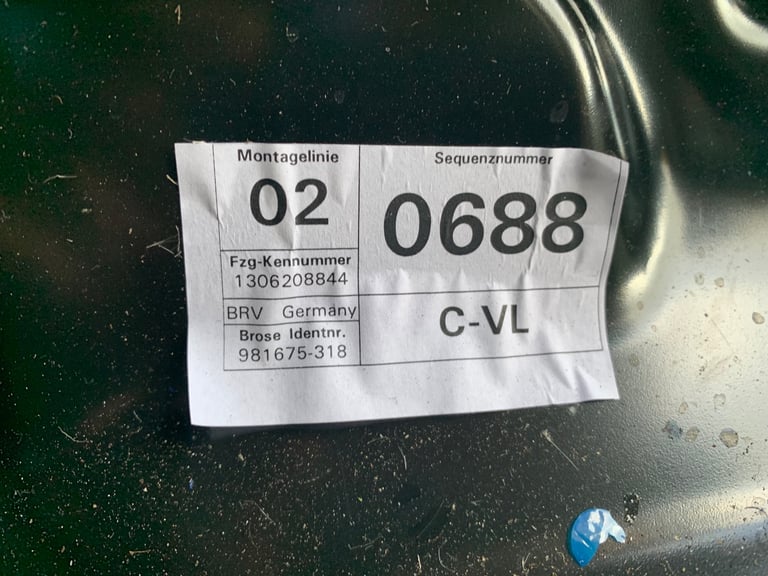 Montagelinie
02
Sequenznummer
0688
Fzg-Kennummer
1306208844
BRV Germany
Brose Identnr.
981675-318
C-VL